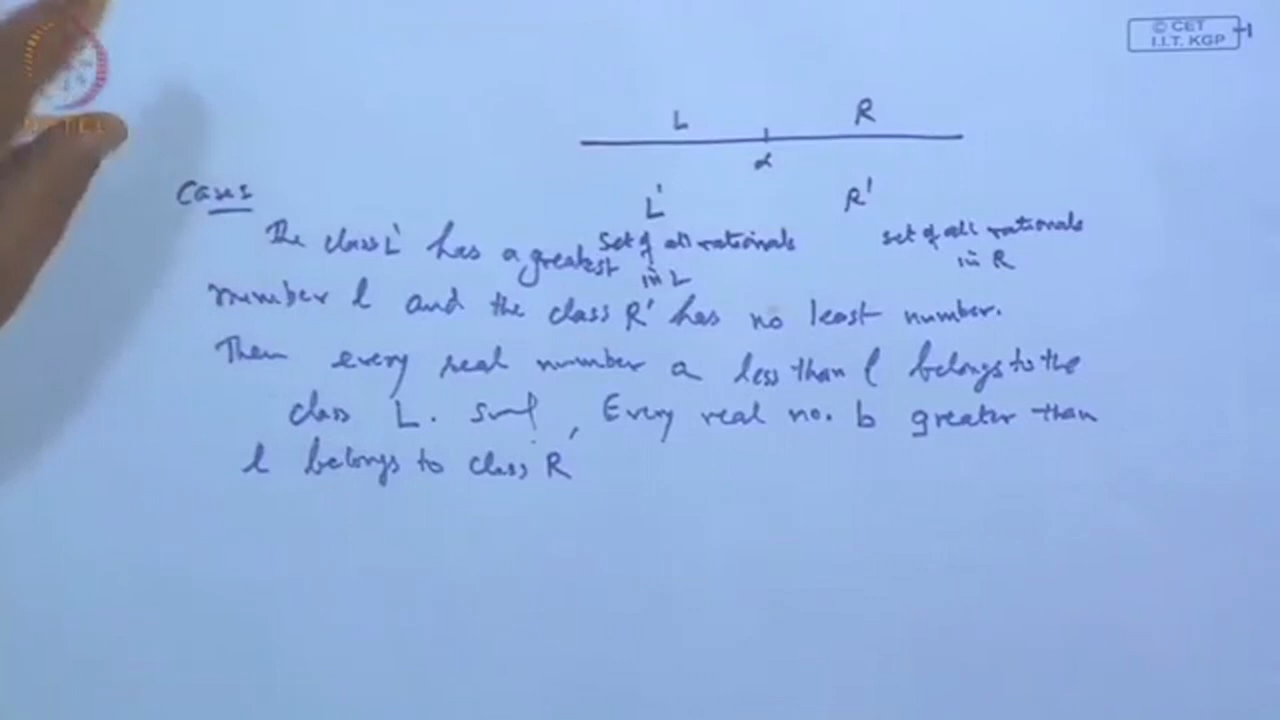 © CET
I.I.T. KGP
L R
α
L' R'
Cases
The class L' has a greatest
Set of all rationals
in L
set of all rationals
in R
number l and the class R' has no least number.
Then every real number a less than l belongs to the
class L. , Every real no. b greater than
l belongs to class R